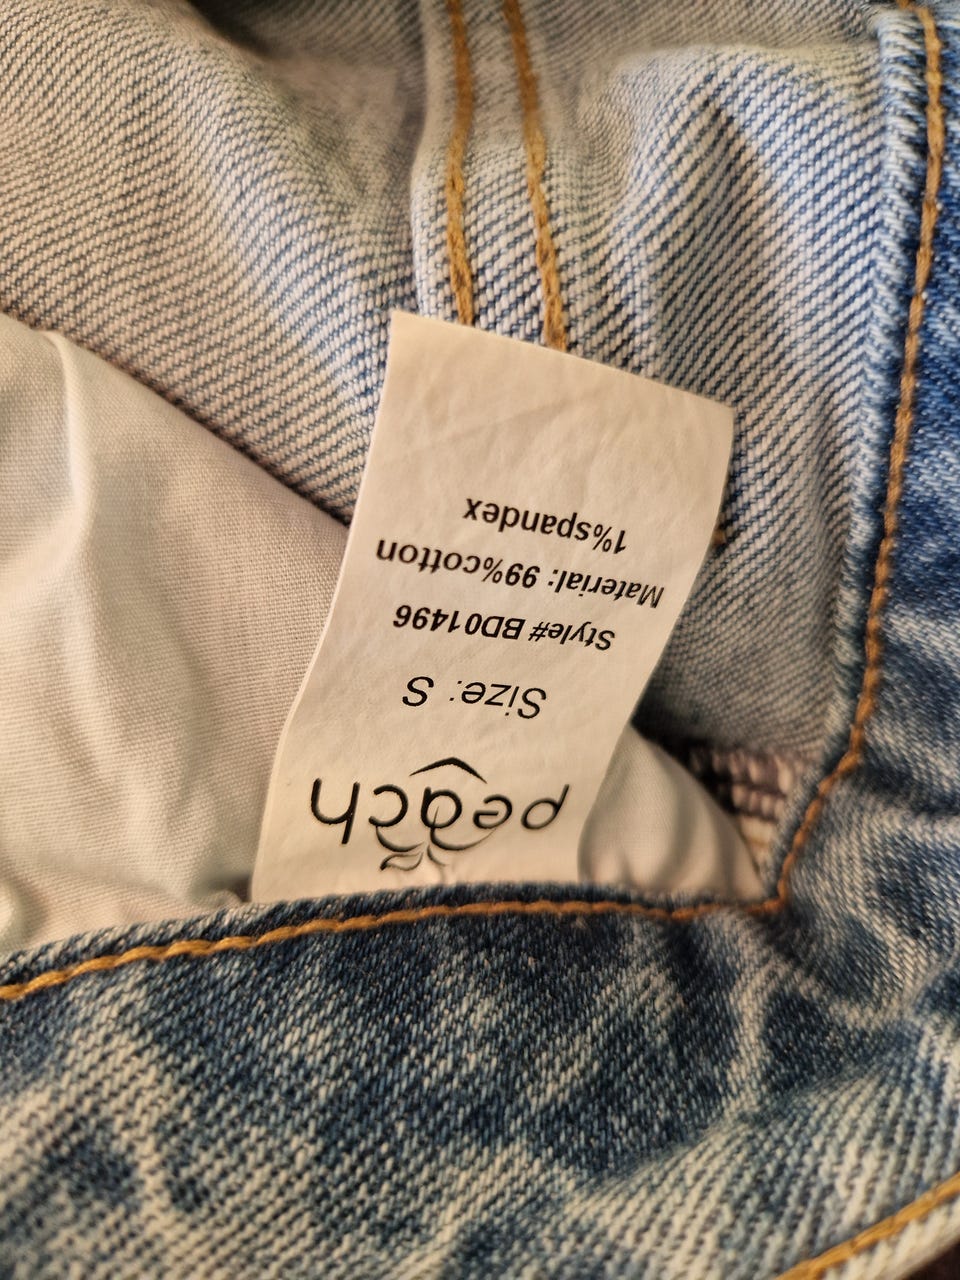 peach
Size: S
Style# BD01496
Material: 99%cotton
1%spandex